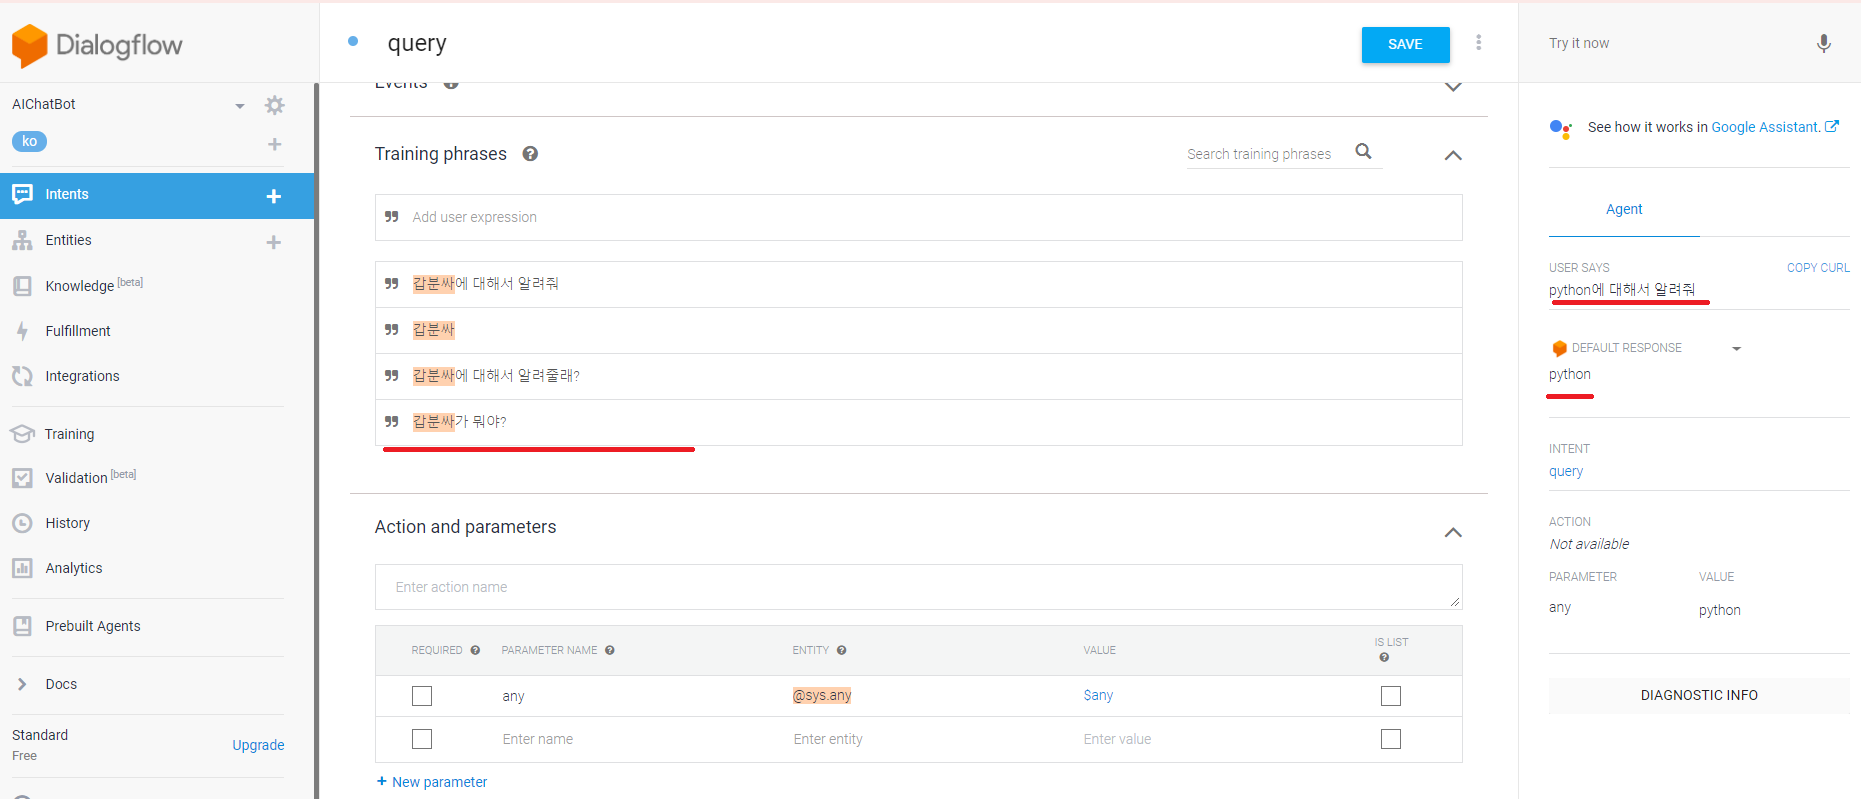 Dialogflow
AIChatBot
ko
Intents
Entities
Knowledge [beta]
Fulfillment
Integrations
Training
Validation [beta]
History
Analytics
Prebuilt Agents
Docs
Standard
Free
Upgrade
query
SAVE
Events
Training phrases
Search training phrases
Add user expression
갑분싸에 대해서 알려줘
갑분싸
갑분싸에 대해서 알려줄래?
갑분싸가 뭐야?
Action and parameters
Enter action name
REQUIRED PARAMETER NAME ENTITY VALUE IS LIST
any @sys.any $any
Enter name Enter entity Enter value
+ New parameter
Try it now
See how it works in Google Assistant.
Agent
USER SAYS COPY CURL
python에 대해서 알려줘
DEFAULT RESPONSE
python
INTENT
query
ACTION
Not available
PARAMETER VALUE
any python
DIAGNOSTIC INFO